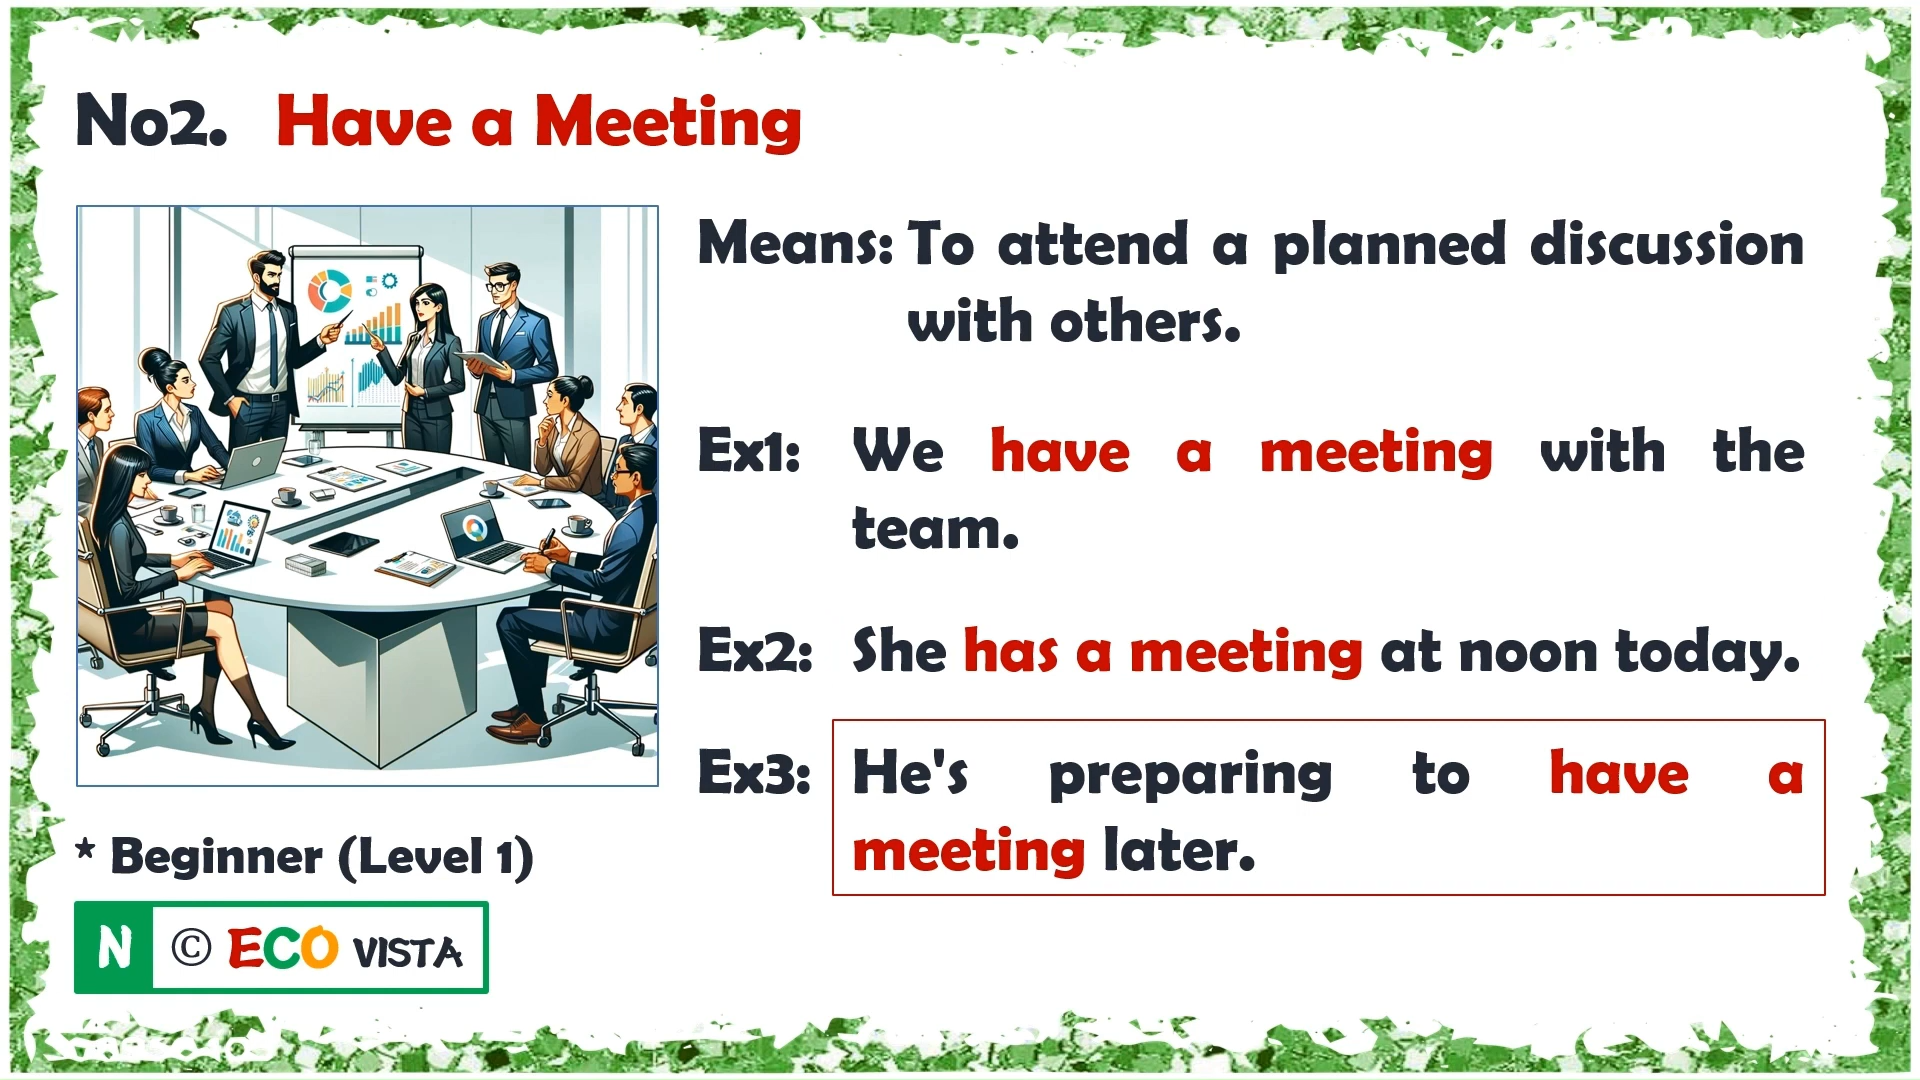 No2. Have a Meeting
Means: To attend a planned discussion
with others.
Ex1: We have a meeting with the
team.
Ex2: She has a meeting at noon today.
Ex3: He's preparing to have a
meeting later.
* Beginner (Level 1)
N © ECO VISTA